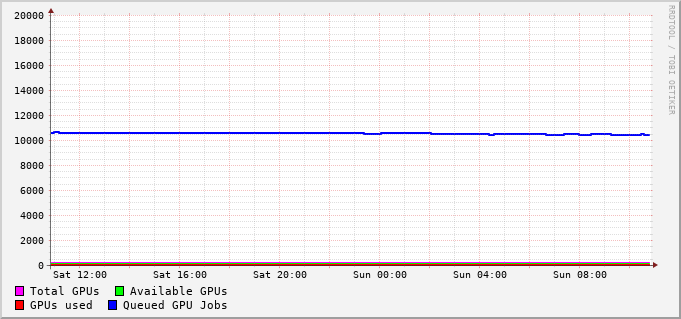 20000
18000
16000
14000
12000
10000
8000
6000
4000
2000
0
Sat 12:00 Sat 16:00 Sat 20:00 Sun 00:00 Sun 04:00 Sun 08:00
Total GPUs Available GPUs
GPUs used Queued GPU Jobs
RRDTOOL / TOBI OETIKER